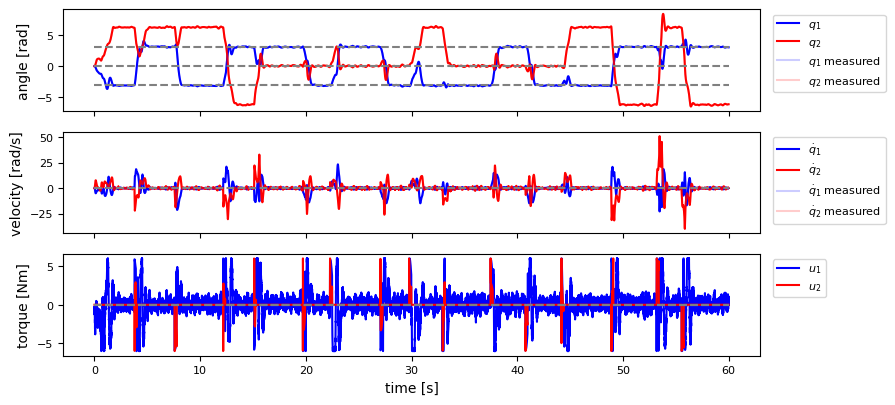 angle [rad]
5
0
−5
q₁
q₂
q₁ measured
q₂ measured
velocity [rad/s]
50
25
0
−25
q̇₁
q̇₂
q̇₁ measured
q̇₂ measured
torque [Nm]
5
0
−5
u₁
u₂
0
10
20
30
40
50
60
time [s]